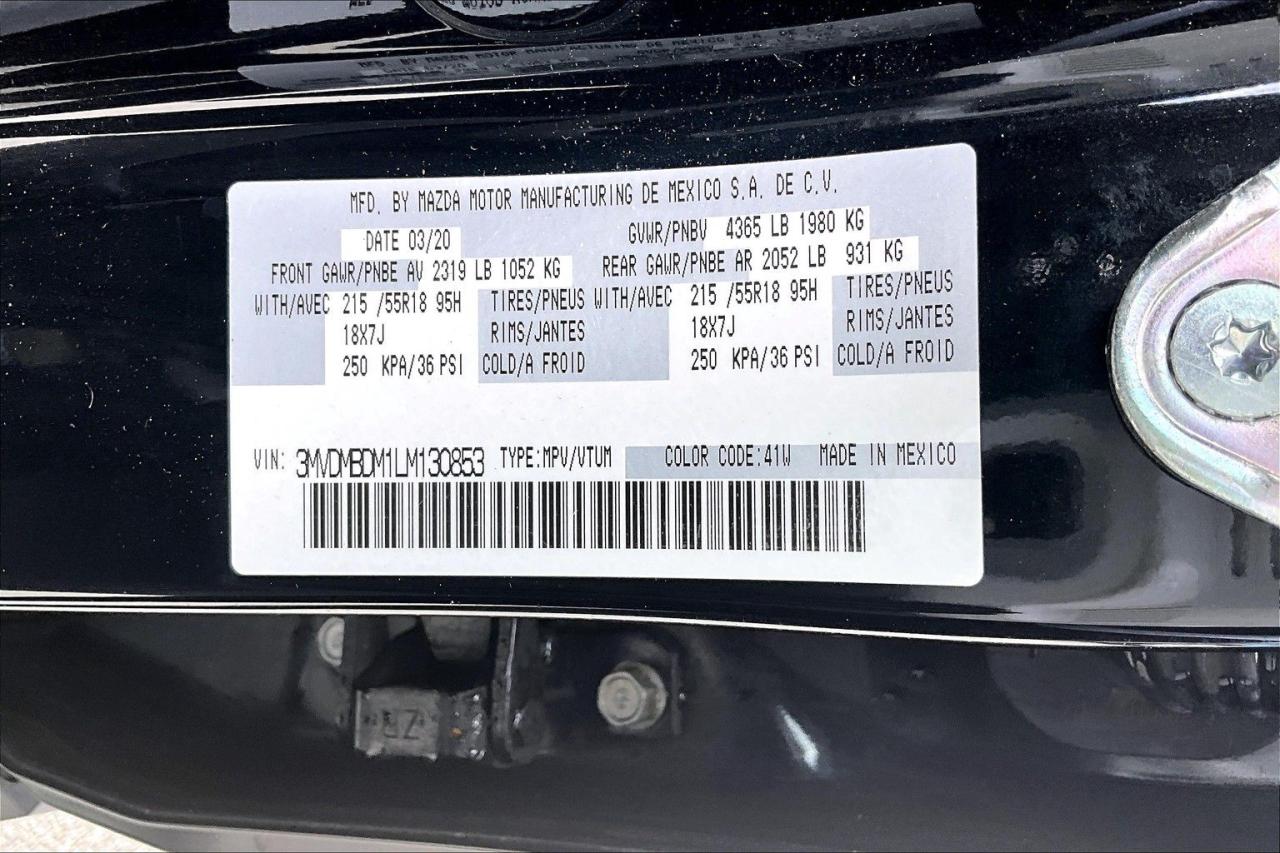 MFD. BY MAZDA MOTOR MANUFACTURING DE MEXICO S.A. DE C.V.
DATE 03/20 GVWR/PNBV 4365 LB 1980 KG
FRONT GAWR/PNBE AV 2319 LB 1052 KG REAR GAWR/PNBE AR 2052 LB 931 KG
WITH/AVEC 215 /55R18 95H TIRES/PNEUS WITH/AVEC 215 /55R18 95H TIRES/PNEUS
18X7J RIMS/JANTES 18X7J RIMS/JANTES
250 KPA/36 PSI COLD/A FROID 250 KPA/36 PSI COLD/A FROID
VIN: 3MVDMBDM1LM130853 TYPE:MPV/VTUM COLOR CODE:41W MADE IN MEXICO